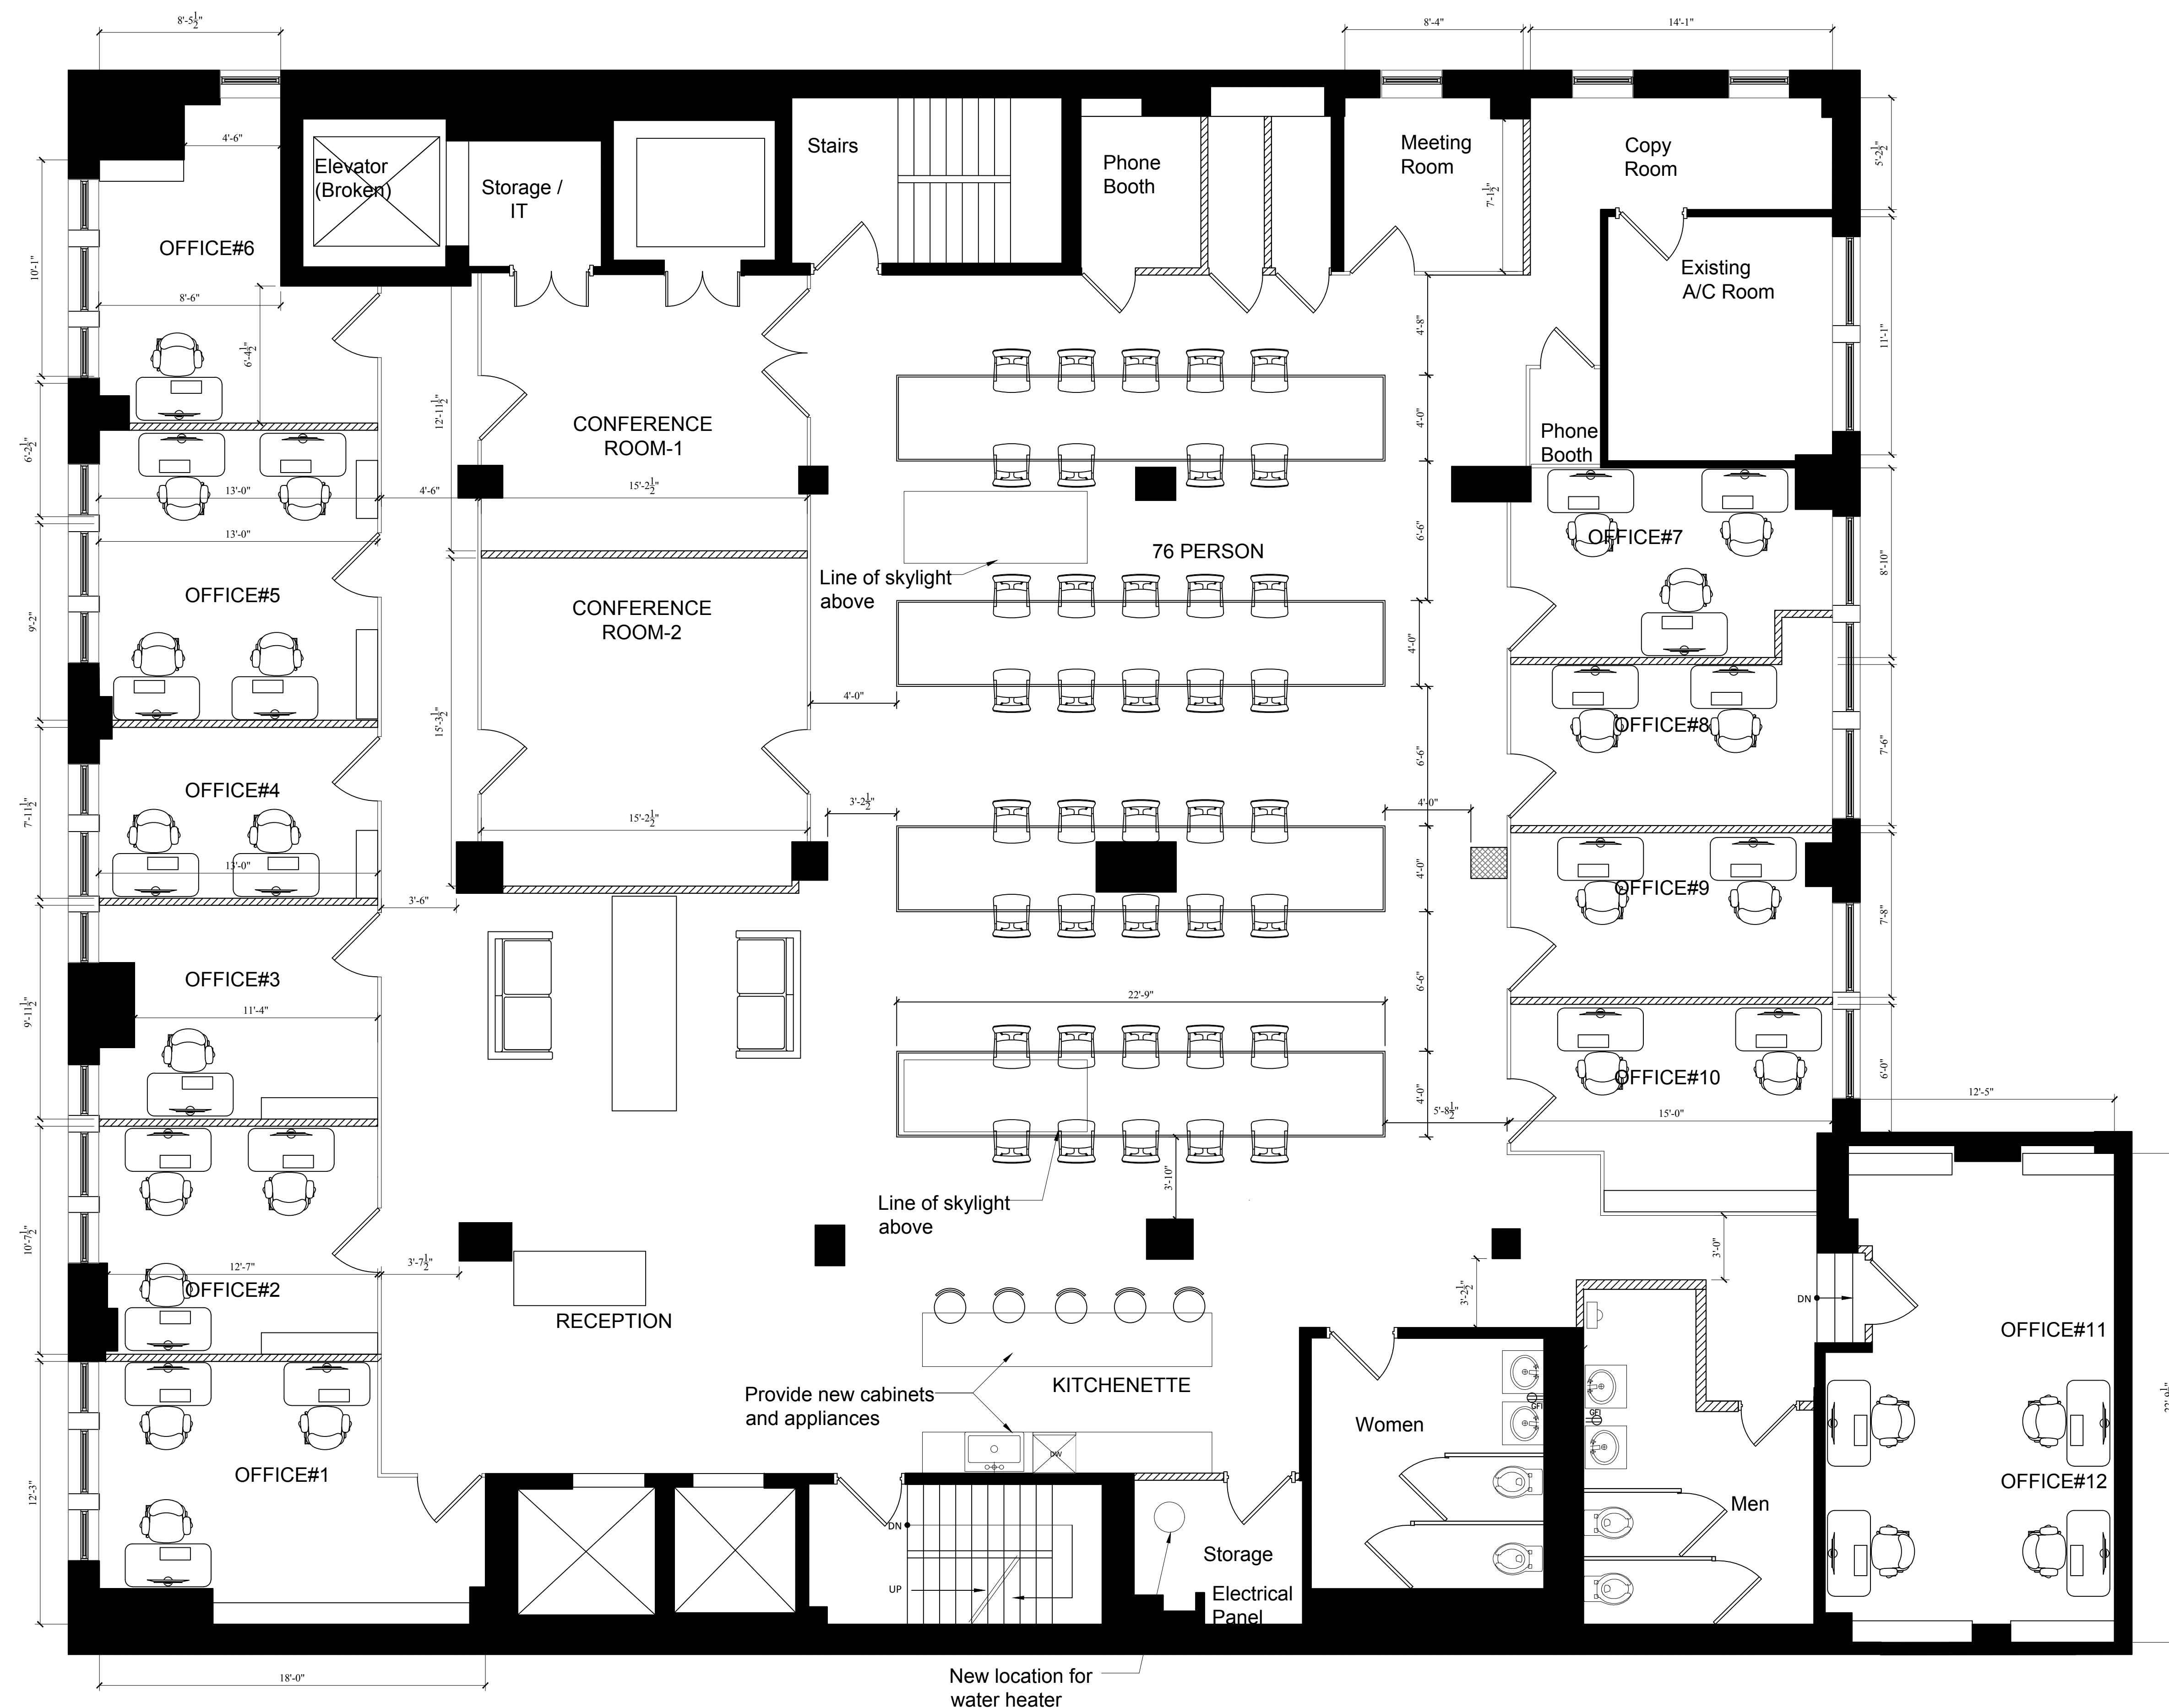 8'-5½"
8'-4"
14'-1"
4'-6"
Elevator
(Broken)
Storage /
IT
Stairs
Phone
Booth
Meeting
Room
7'-1½"
Copy
Room
5'-2½"
OFFICE#6
10'-1"
8'-6"
6'-4½"
Existing
A/C Room
11'-1"
4'-8"
12'-11½"
CONFERENCE
ROOM-1
4'-0"
Phone
Booth
6'-2½"
13'-0"
4'-6"
15'-2½"
13'-0"
6'-6"
76 PERSON
OFFICE#7
8'-10"
Line of skylight
above
OFFICE#5
9'-2"
CONFERENCE
ROOM-2
4'-0"
4'-0"
15'-3½"
OFFICE#8
7'-6"
6'-6"
OFFICE#4
7'-11½"
15'-2½"
3'-2½"
4'-0"
13'-0"
4'-0"
OFFICE#9
7'-8"
3'-6"
OFFICE#3
11'-4"
9'-11½"
22'-9"
6'-6"
OFFICE#10
6'-0"
4'-0"
5'-8½"
15'-0"
12'-5"
3'-10"
Line of skylight
above
10'-7½"
12'-7"
3'-7½"
OFFICE#2
3'-0"
3'-2½"
DN
RECEPTION
OFFICE#11
KITCHENETTE
Provide new cabinets
and appliances
Women
GFI
GFI
DW
OFFICE#1
12'-3"
OFFICE#12
Men
DN
UP
Storage
Electrical
Panel
18'-0"
New location for
water heater